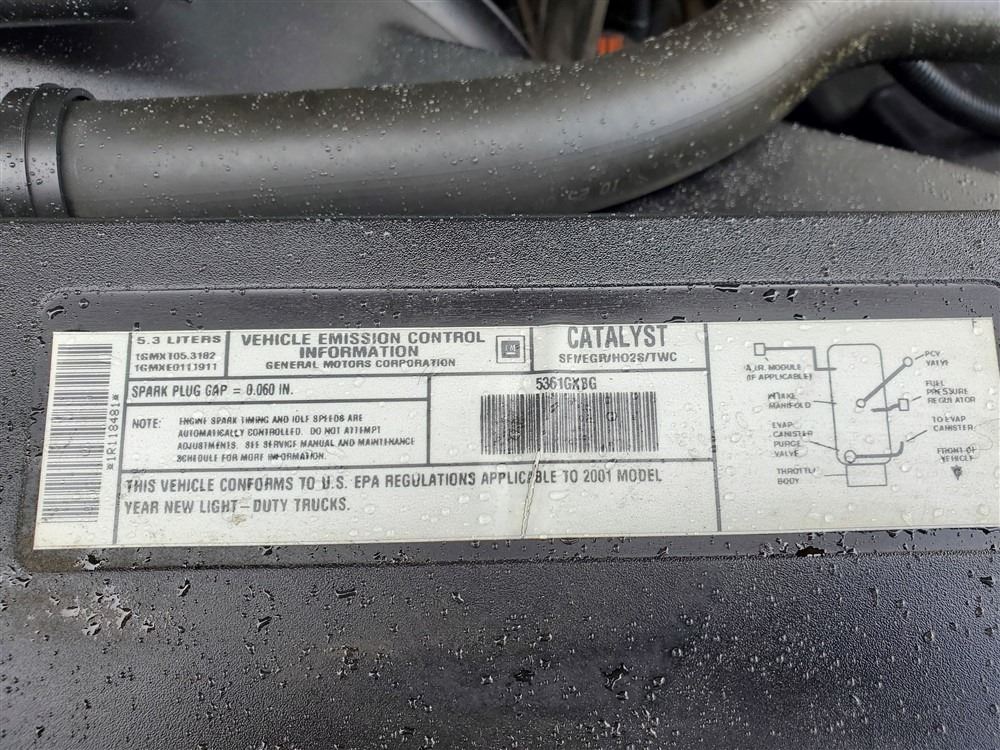 5.3 LITERS
1GMXT05.3182
1GMXE0111911
VEHICLE EMISSION CONTROL
INFORMATION
GENERAL MOTORS CORPORATION
GM
CATALYST
SFI/EGR/HO2S/TWC
SPARK PLUG GAP = 0.060 IN.
5361GXBG
NOTE: ENGINE SPARK TIMING AND IDLE SPEEDS ARE
AUTOMATICALLY CONTROLLED. DO NOT ATTEMPT
ADJUSTMENTS. SEE SERVICE MANUAL AND MAINTENANCE
SCHEDULE FOR MORE INFORMATION.
THIS VEHICLE CONFORMS TO U.S. EPA REGULATIONS APPLICABLE TO 2001 MODEL
YEAR NEW LIGHT-DUTY TRUCKS.
*1R118481*
A.I.R. MODULE
(IF APPLICABLE)
INTAKE
MANIFOLD
EVAP
CANISTER
PURGE
VALVE
THROTTLE
BODY
PCV
VALVE
FUEL
PRESSURE
REGULATOR
TO EVAP
CANISTER
FRONT OF
VEHICLE